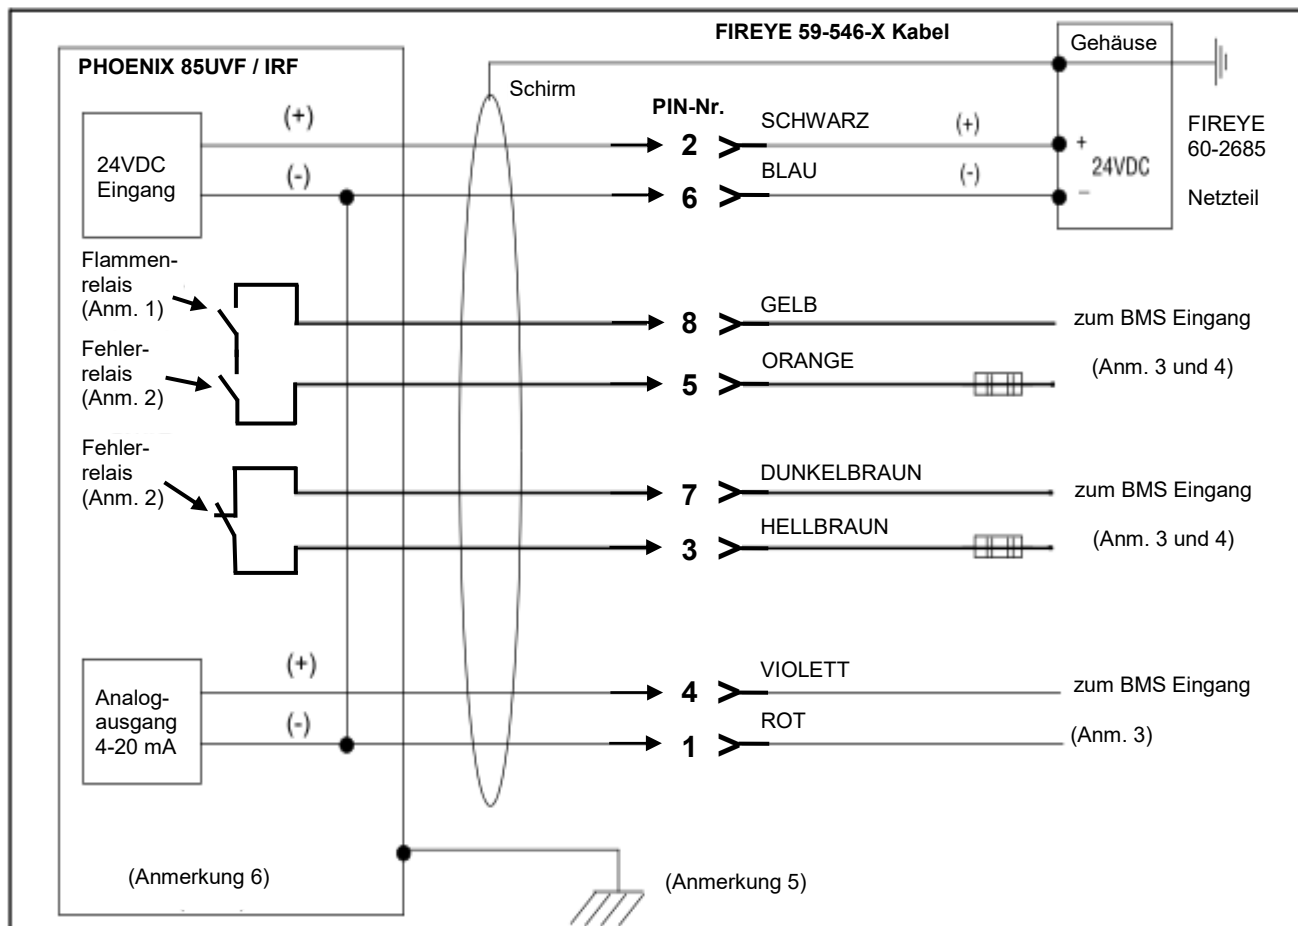 FIREYE 59-546-X Kabel
PHOENIX 85UVF / IRF
Gehäuse
Schirm
PIN-Nr.
24VDC
Eingang
(+)
2
SCHWARZ
(+)
+
24VDC
FIREYE
60-2685
(-)
6
BLAU
(-)
–
Netzteil
Flammen-
relais
(Anm. 1)
8
GELB
zum BMS Eingang
Fehler-
relais
(Anm. 2)
5
ORANGE
(Anm. 3 und 4)
Fehler-
relais
(Anm. 2)
7
DUNKELBRAUN
zum BMS Eingang
3
HELLBRAUN
(Anm. 3 und 4)
Analog-
ausgang
4-20 mA
(+)
4
VIOLETT
zum BMS Eingang
(-)
1
ROT
(Anm. 3)
(Anmerkung 6)
(Anmerkung 5)